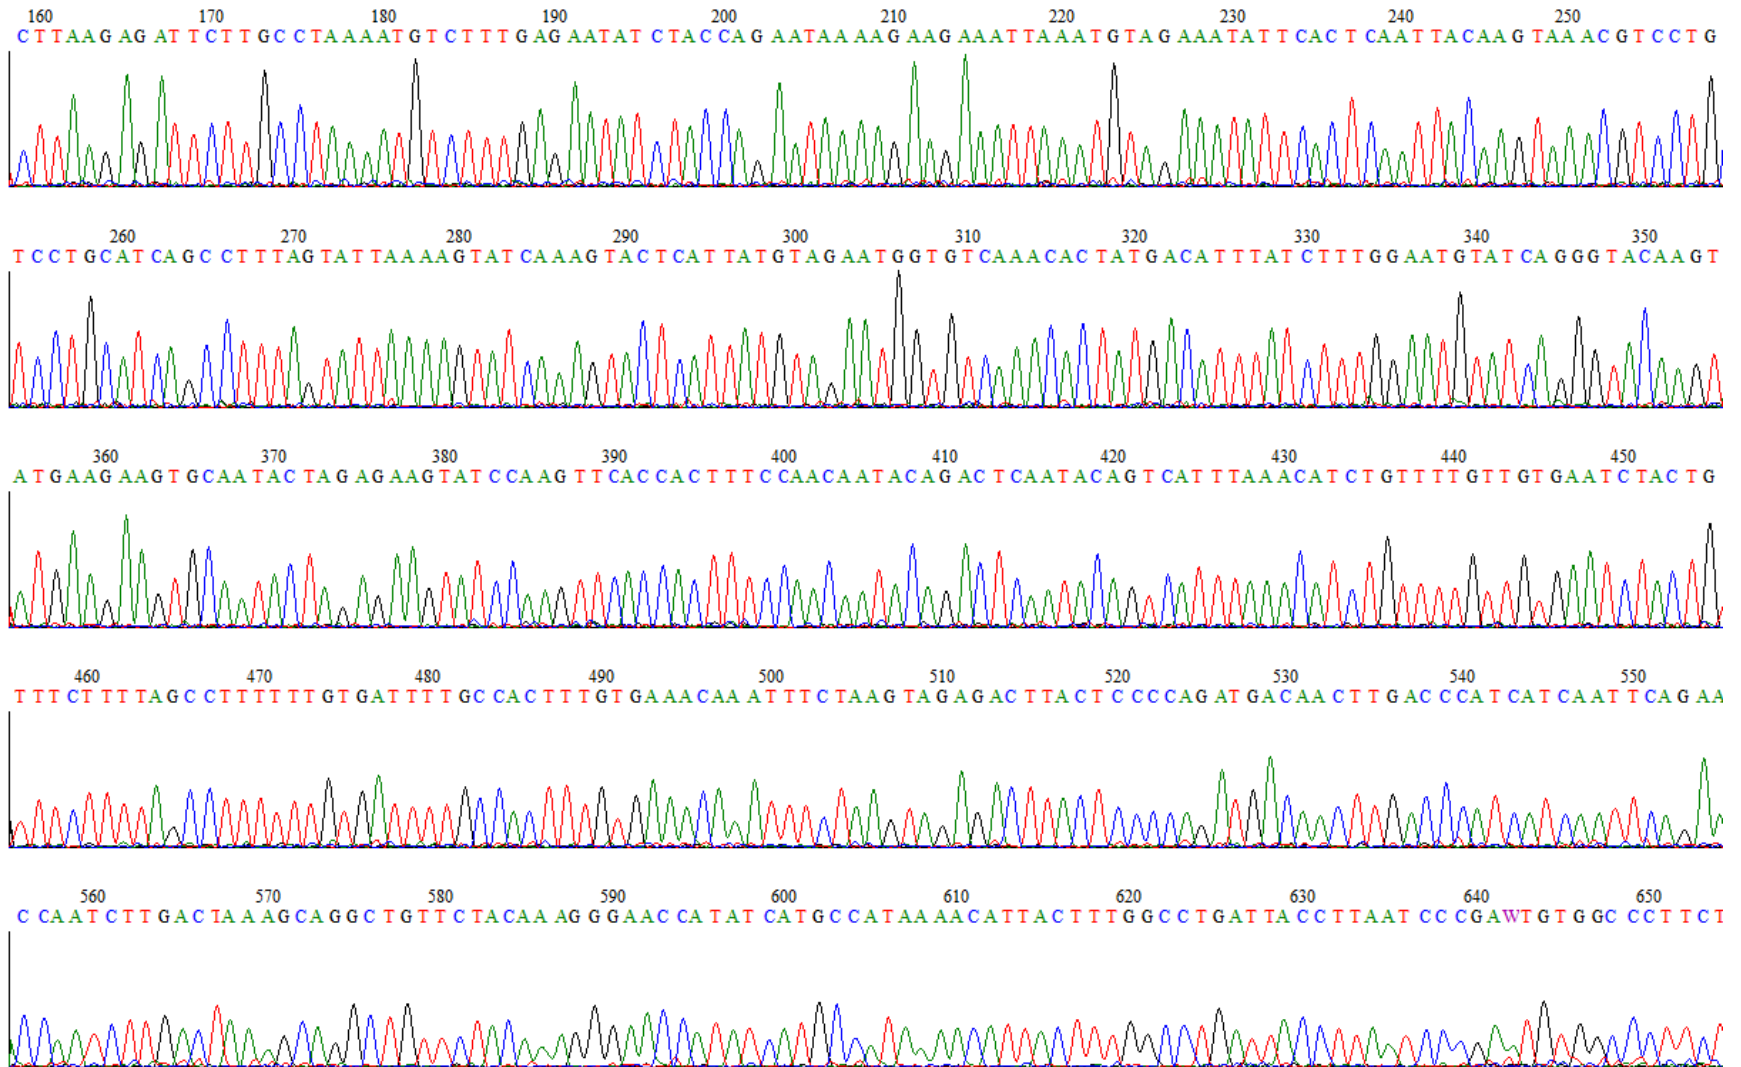 160 170 180 190 200 210 220 230 240 250
CTTAAGAGATTCTTGCCTAAAATGTCTTTGAGAATATCTACCAGAATAAAAGAAGAAATTAAATGTAGAAATATTCACTCAATTACAAGTAAACGTCCTG
260 270 280 290 300 310 320 330 340 350
TCCTGCATCAGCCTTTAGTATTAAAAGTATCAAAGTACTCATTATGTAGAATGGTGTCAAACACTATGACATTTATCTTTGGAATGTATCAGGGTACAAGT
360 370 380 390 400 410 420 430 440 450
ATGAAGAAGTGCAATACTAGAGAAGTATCCAAGTTCACCACTTTCCAACAATACAGACTCAATACAGTCATTTAAACATCTGTTTTGTTGTGAATCTACTG
460 470 480 490 500 510 520 530 540 550
TTTCTTTTAGCCTTTTTTGTGATTTTGCCACTTTGTGAAACAAATTTCTAAGTAGAGACTTACTCCCCAGATGACAACTTGACCCATCATCAATTCAGAA
560 570 580 590 600 610 620 630 640 650
CCAATCTTGACTAAAGCAGGCTGTTCTACAAAGGGAACCATATCATGCCATAAAACATTACTTTGGCCTGATTACCTTAATCCCGAWTGTGGCCCTTCT